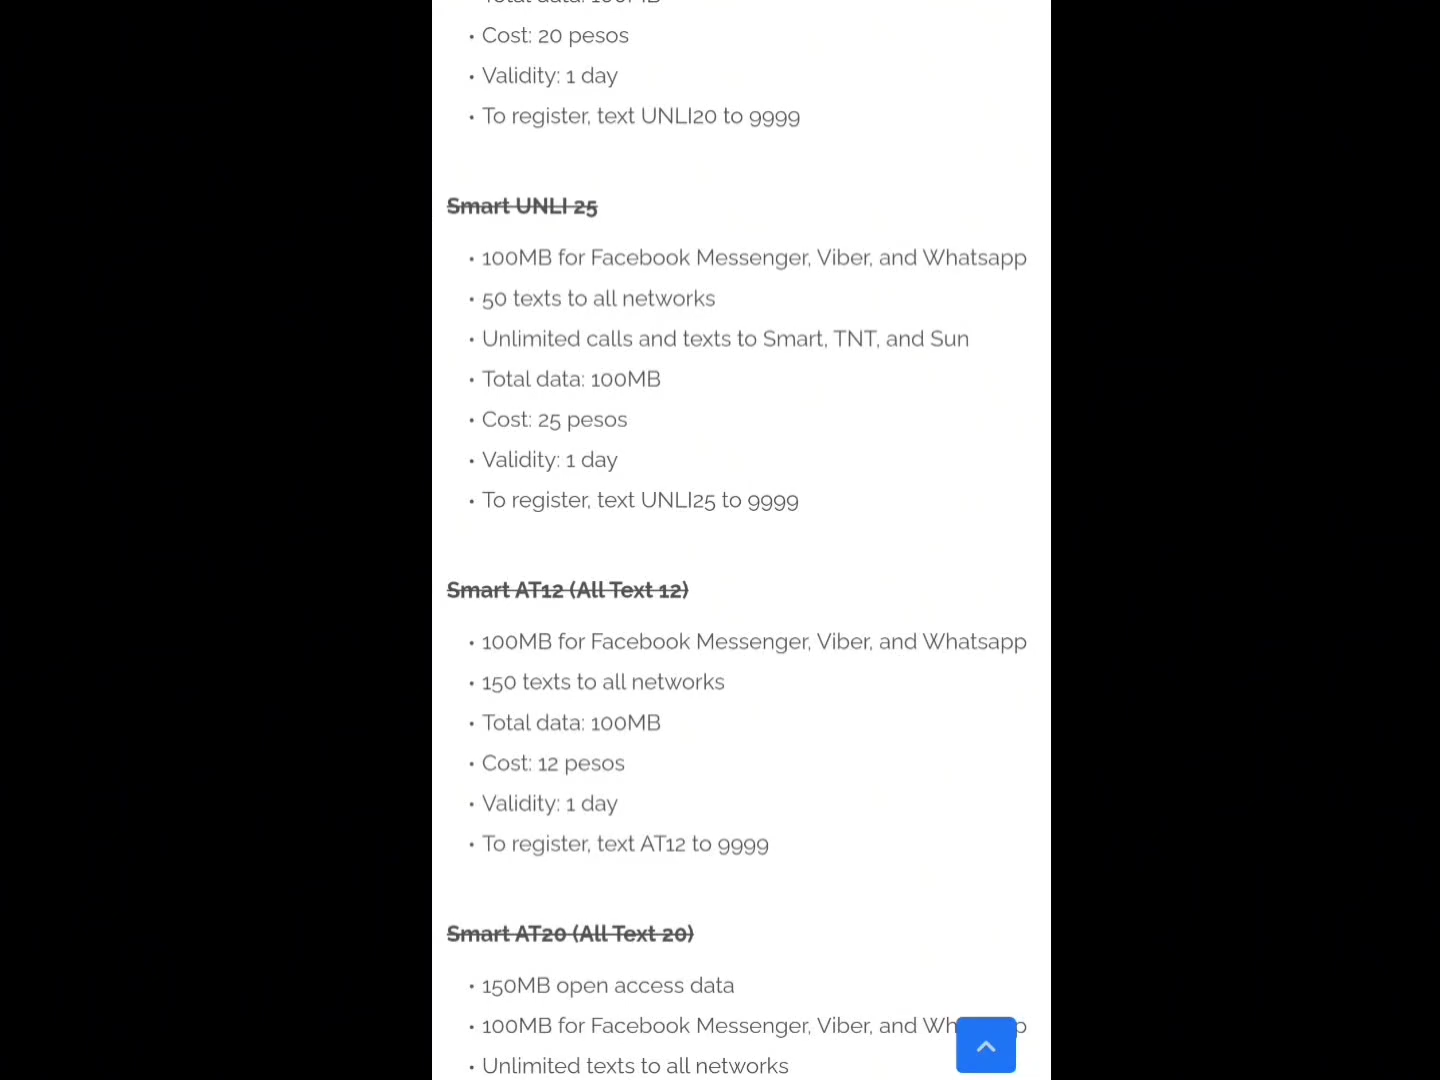 • Cost: 20 pesos
• Validity: 1 day
• To register, text UNLI20 to 9999
Smart UNLI 25
• 100MB for Facebook Messenger, Viber, and Whatsapp
• 50 texts to all networks
• Unlimited calls and texts to Smart, TNT, and Sun
• Total data: 100MB
• Cost: 25 pesos
• Validity: 1 day
• To register, text UNLI25 to 9999
Smart AT12 (All Text 12)
• 100MB for Facebook Messenger, Viber, and Whatsapp
• 150 texts to all networks
• Total data: 100MB
• Cost: 12 pesos
• Validity: 1 day
• To register, text AT12 to 9999
Smart AT20 (All Text 20)
• 150MB open access data
• 100MB for Facebook Messenger, Viber, and
• Unlimited texts to all networks